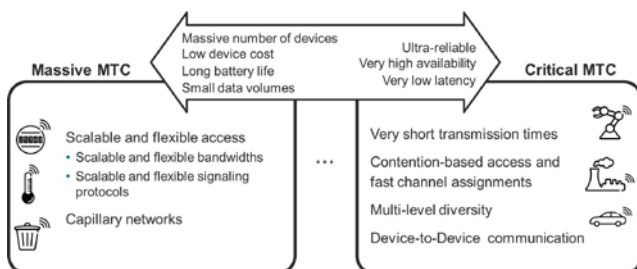 Massive number of devices
Low device cost
Long battery life
Small data volumes
Ultra-reliable
Very high availability
Very low latency
Massive MTC
Critical MTC
Scalable and flexible access
• Scalable and flexible bandwidths
• Scalable and flexible signaling
protocols
Capillary networks
...
Very short transmission times
Contention-based access and
fast channel assignments
Multi-level diversity
Device-to-Device communication